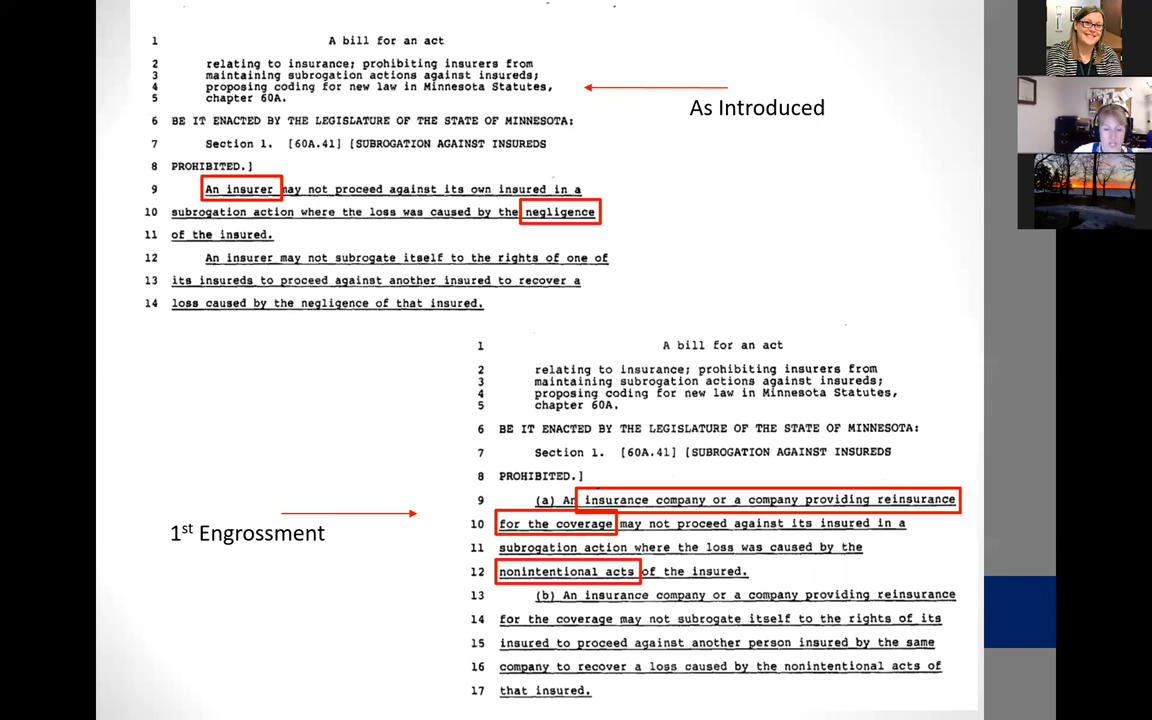 1 A bill for an act
2 relating to insurance; prohibiting insurers from
3 maintaining subrogation actions against insureds;
4 proposing coding for new law in Minnesota Statutes,
5 chapter 60A.
6 BE IT ENACTED BY THE LEGISLATURE OF THE STATE OF MINNESOTA:
7 Section 1. [60A.41] [SUBROGATION AGAINST INSUREDS
8 PROHIBITED.]
9 An insurer may not proceed against its own insured in a
10 subrogation action where the loss was caused by the negligence
11 of the insured.
12 An insurer may not subrogate itself to the rights of one of
13 its insureds to proceed against another insured to recover a
14 loss caused by the negligence of that insured.
As Introduced
1st Engrossment
1 A bill for an act
2 relating to insurance; prohibiting insurers from
3 maintaining subrogation actions against insureds;
4 proposing coding for new law in Minnesota Statutes,
5 chapter 60A.
6 BE IT ENACTED BY THE LEGISLATURE OF THE STATE OF MINNESOTA:
7 Section 1. [60A.41] [SUBROGATION AGAINST INSUREDS
8 PROHIBITED.]
9 (a) An insurance company or a company providing reinsurance
10 for the coverage may not proceed against its insured in a
11 subrogation action where the loss was caused by the
12 nonintentional acts of the insured.
13 (b) An insurance company or a company providing reinsurance
14 for the coverage may not subrogate itself to the rights of its
15 insured to proceed against another person insured by the same
16 company to recover a loss caused by the nonintentional acts of
17 that insured.